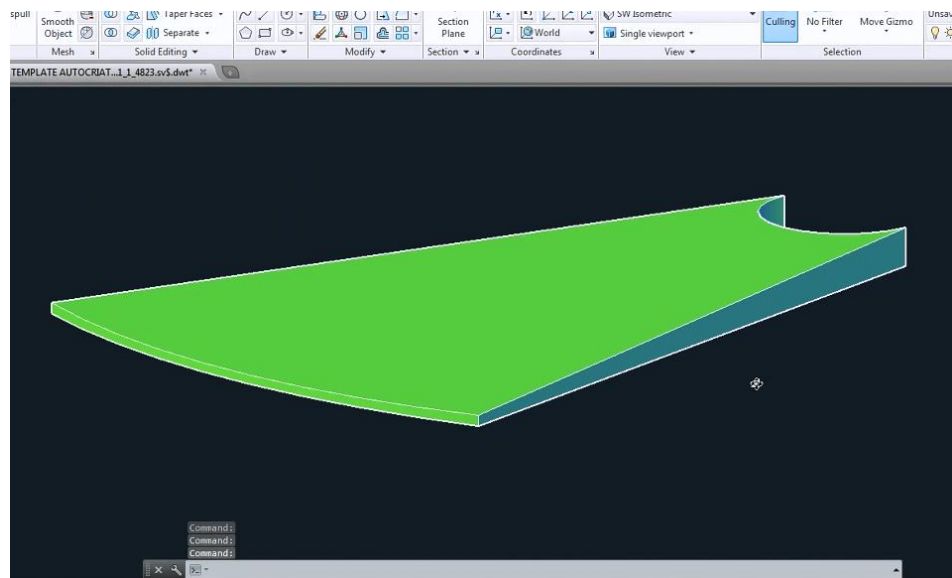 spull
Smooth
Object
Taper Faces
Separate
Section
Plane
World
SW Isometric
Single viewport
Culling
No Filter
Move Gizmo
Unsav
Mesh
Solid Editing
Draw
Modify
Section
Coordinates
View
Selection
TEMPLATE AUTOCRIAT...1_1_4823.sv$.dwt*
Command:
Command:
Command: